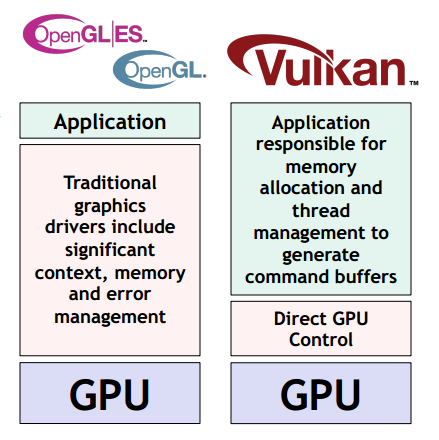 OpenGL|ES™
OpenGL.
Vulkan™
Application
Traditional
graphics
drivers include
significant
context, memory
and error
management
GPU
Application
responsible for
memory
allocation and
thread
management to
generate
command buffers
Direct GPU
Control
GPU